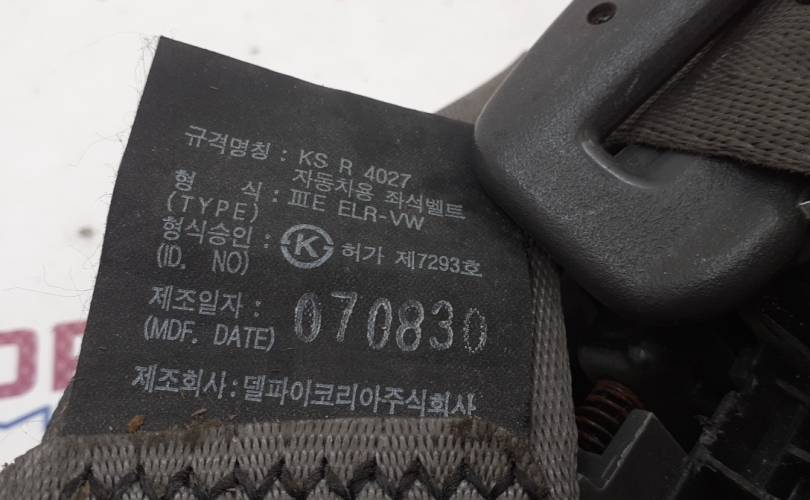 규격명칭 : KS R 4027
자동차용 좌석벨트
형 식 : ⅢE ELR-VW
(TYPE)
형식승인 : K 허가 제7293호
(ID. NO)
제조일자 : 070830
(MDF. DATE)
제조회사 : 델파이코리아주식회사